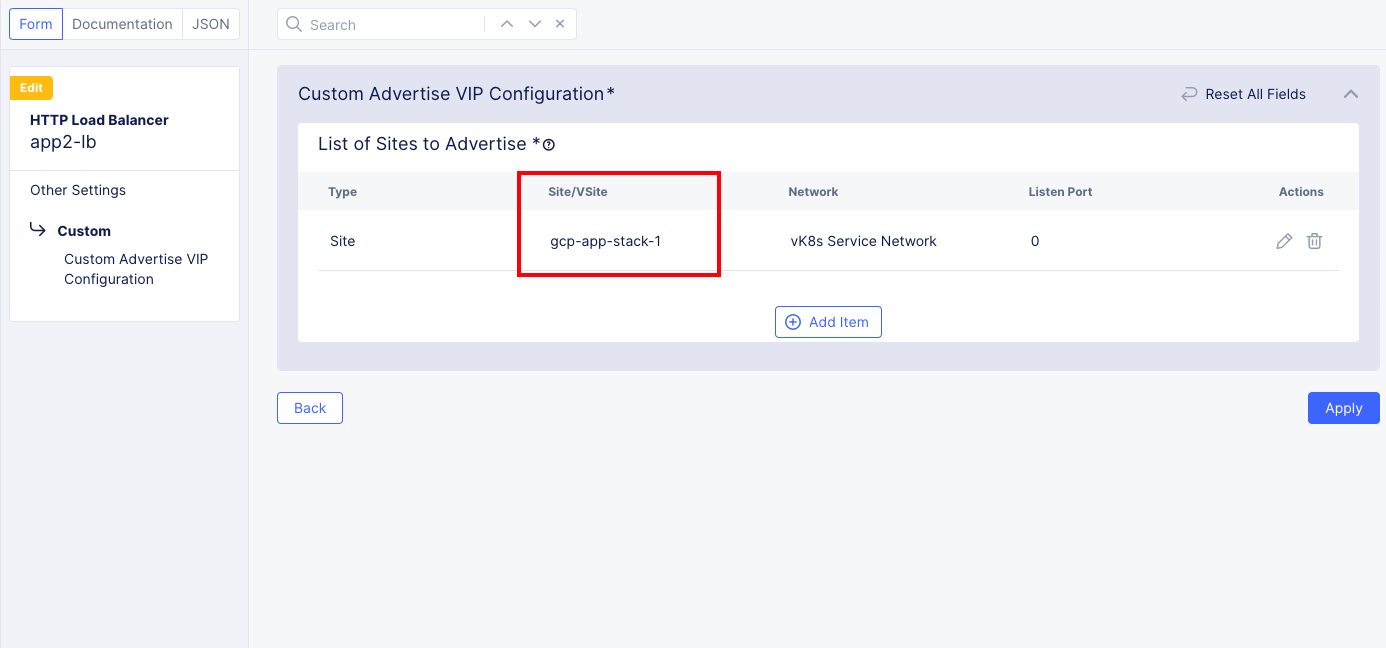 Form Documentation JSON
Search
Edit
HTTP Load Balancer
app2-lb
Other Settings
Custom
Custom Advertise VIP
Configuration
Custom Advertise VIP Configuration*
Reset All Fields
List of Sites to Advertise *
Type Site/VSite Network Listen Port Actions
Site gcp-app-stack-1 vK8s Service Network 0
Add Item
Back
Apply